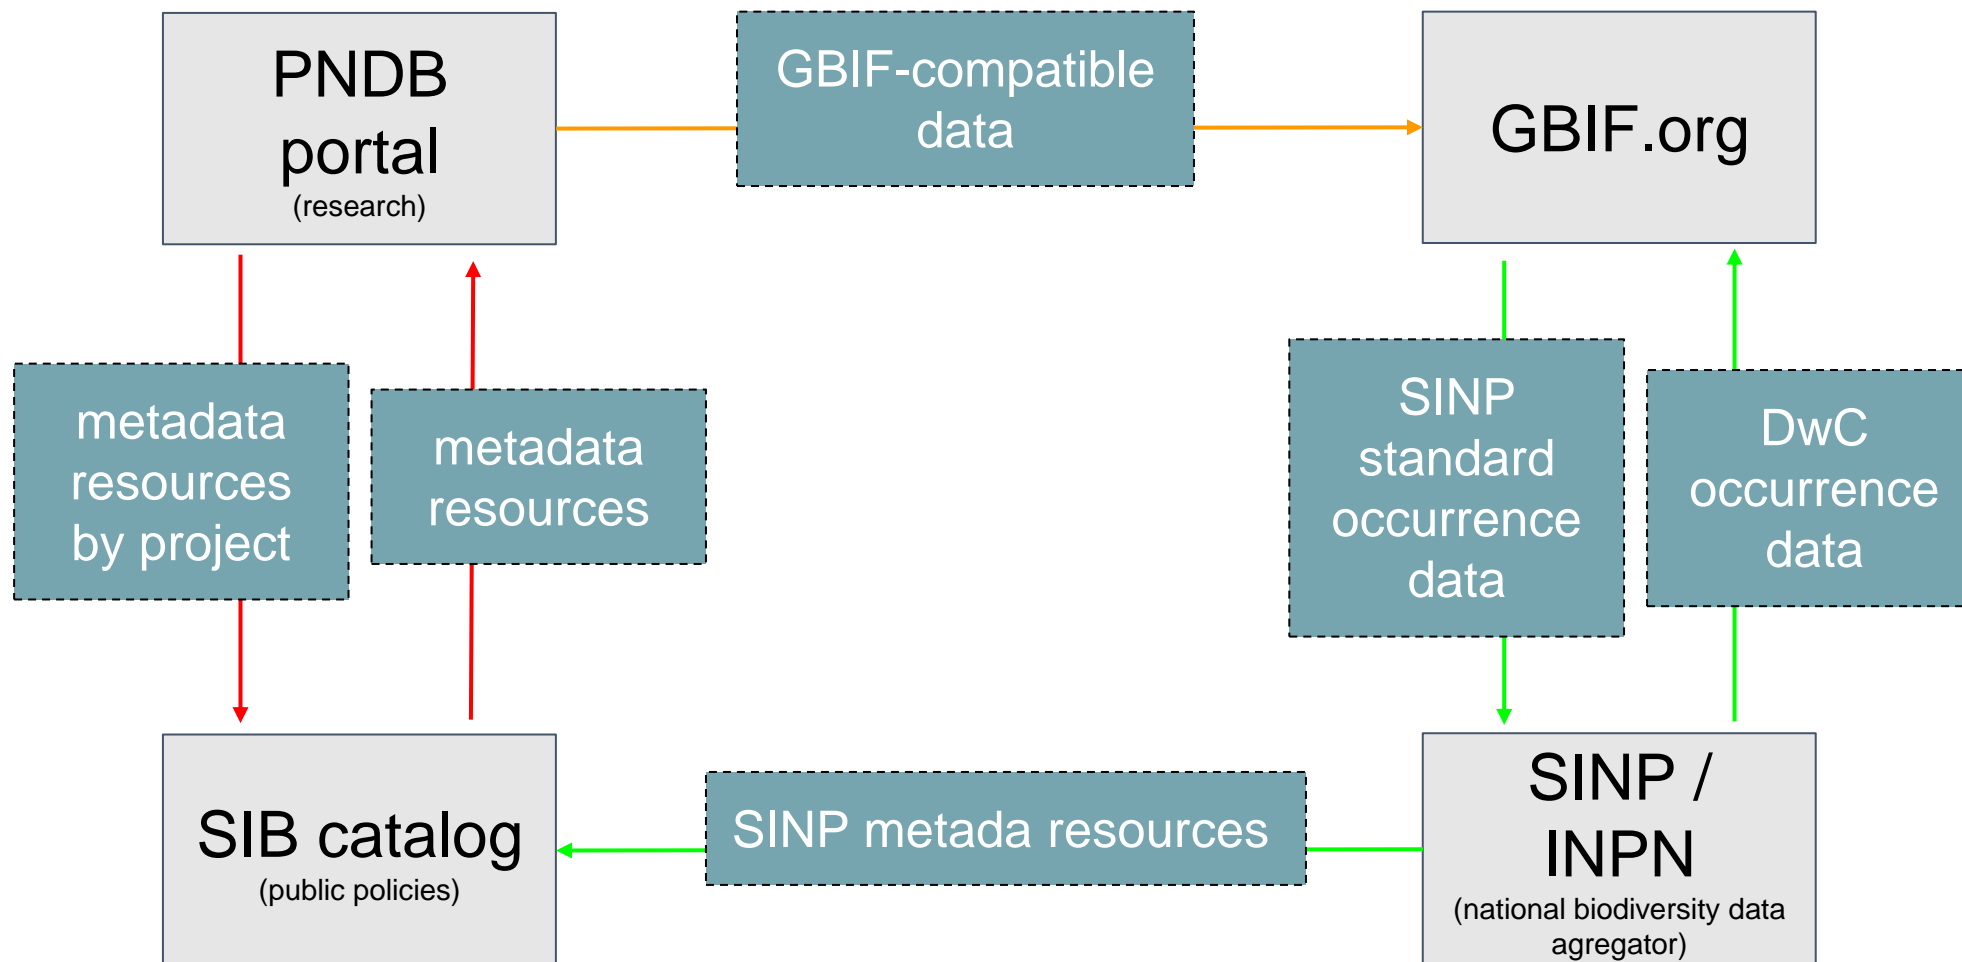 PNDB
portal
(research)
GBIF-compatible
data
GBIF.org
metadata
resources
by project
metadata
resources
SINP
standard
occurrence
data
DwC
occurrence
data
SIB catalog
(public policies)
SINP metada resources
SINP /
INPN
(national biodiversity data
agregator)